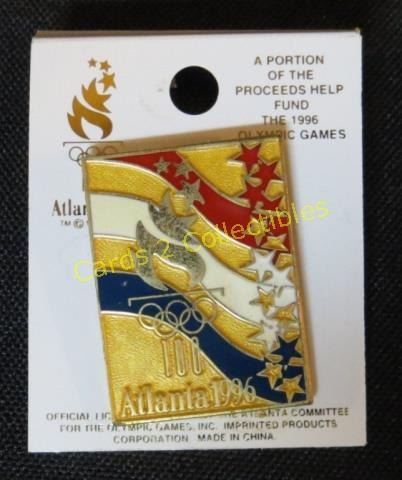 A PORTION
OF THE
PROCEEDS HELP
FUND
THE 1996
OLYMPIC GAMES
Atlan
TM ©
Cards 2 Collectibles
100
Atlanta 1996
OFFICIAL LIC THE ATLANTA COMMITTEE
FOR THE OLYMPIC GAMES, INC. IMPRINTED PRODUCTS
CORPORATION. MADE IN CHINA.